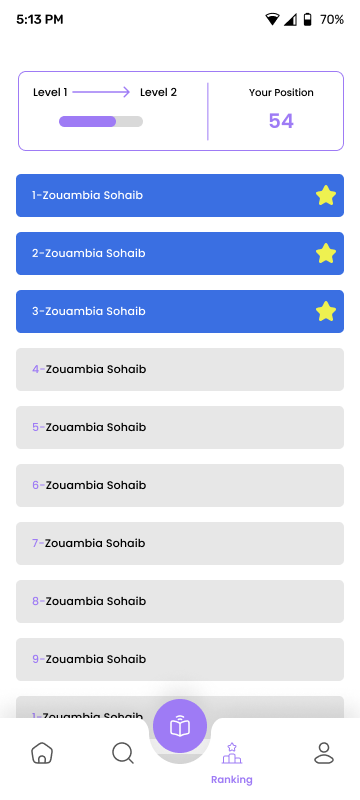 5:13 PM 70%
Level 1 Level 2 Your Position
54
1-Zouambia Sohaib
2-Zouambia Sohaib
3-Zouambia Sohaib
4-Zouambia Sohaib
5-Zouambia Sohaib
6-Zouambia Sohaib
7-Zouambia Sohaib
8-Zouambia Sohaib
9-Zouambia Sohaib
1-Zouambia Sohaib
Ranking